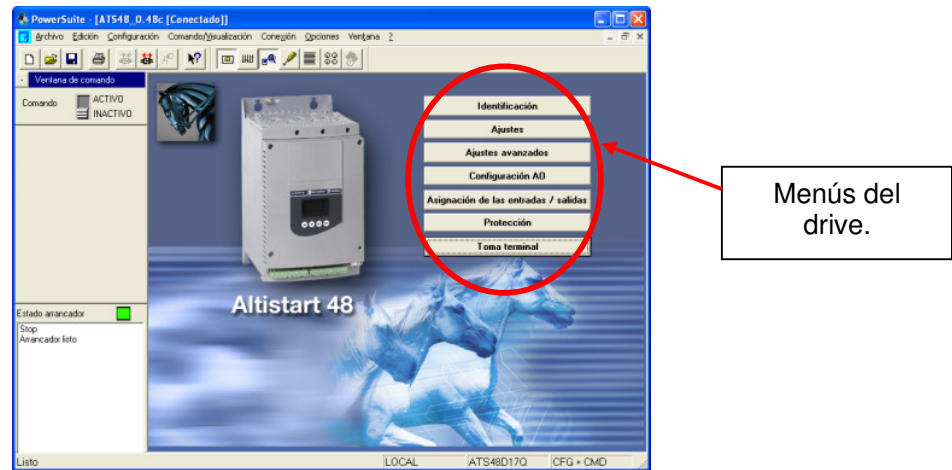 PowerSuite - [ATS48_0.48c [Conectado]]
Archivo Edición Configuración Comando/Visualización Conexión Opciones Ventana ?
Ventana de comando
Comando
ACTIVO
INACTIVO
Identificación
Ajustes
Ajustes avanzados
Configuración AO
Asignación de las entradas / salidas
Protección
Toma terminal
Menús del
drive.
Altistart 48
Estado arrancador
Stop
Arrancador listo
Listo
LOCAL
ATS48D17Q
CFG + CMD